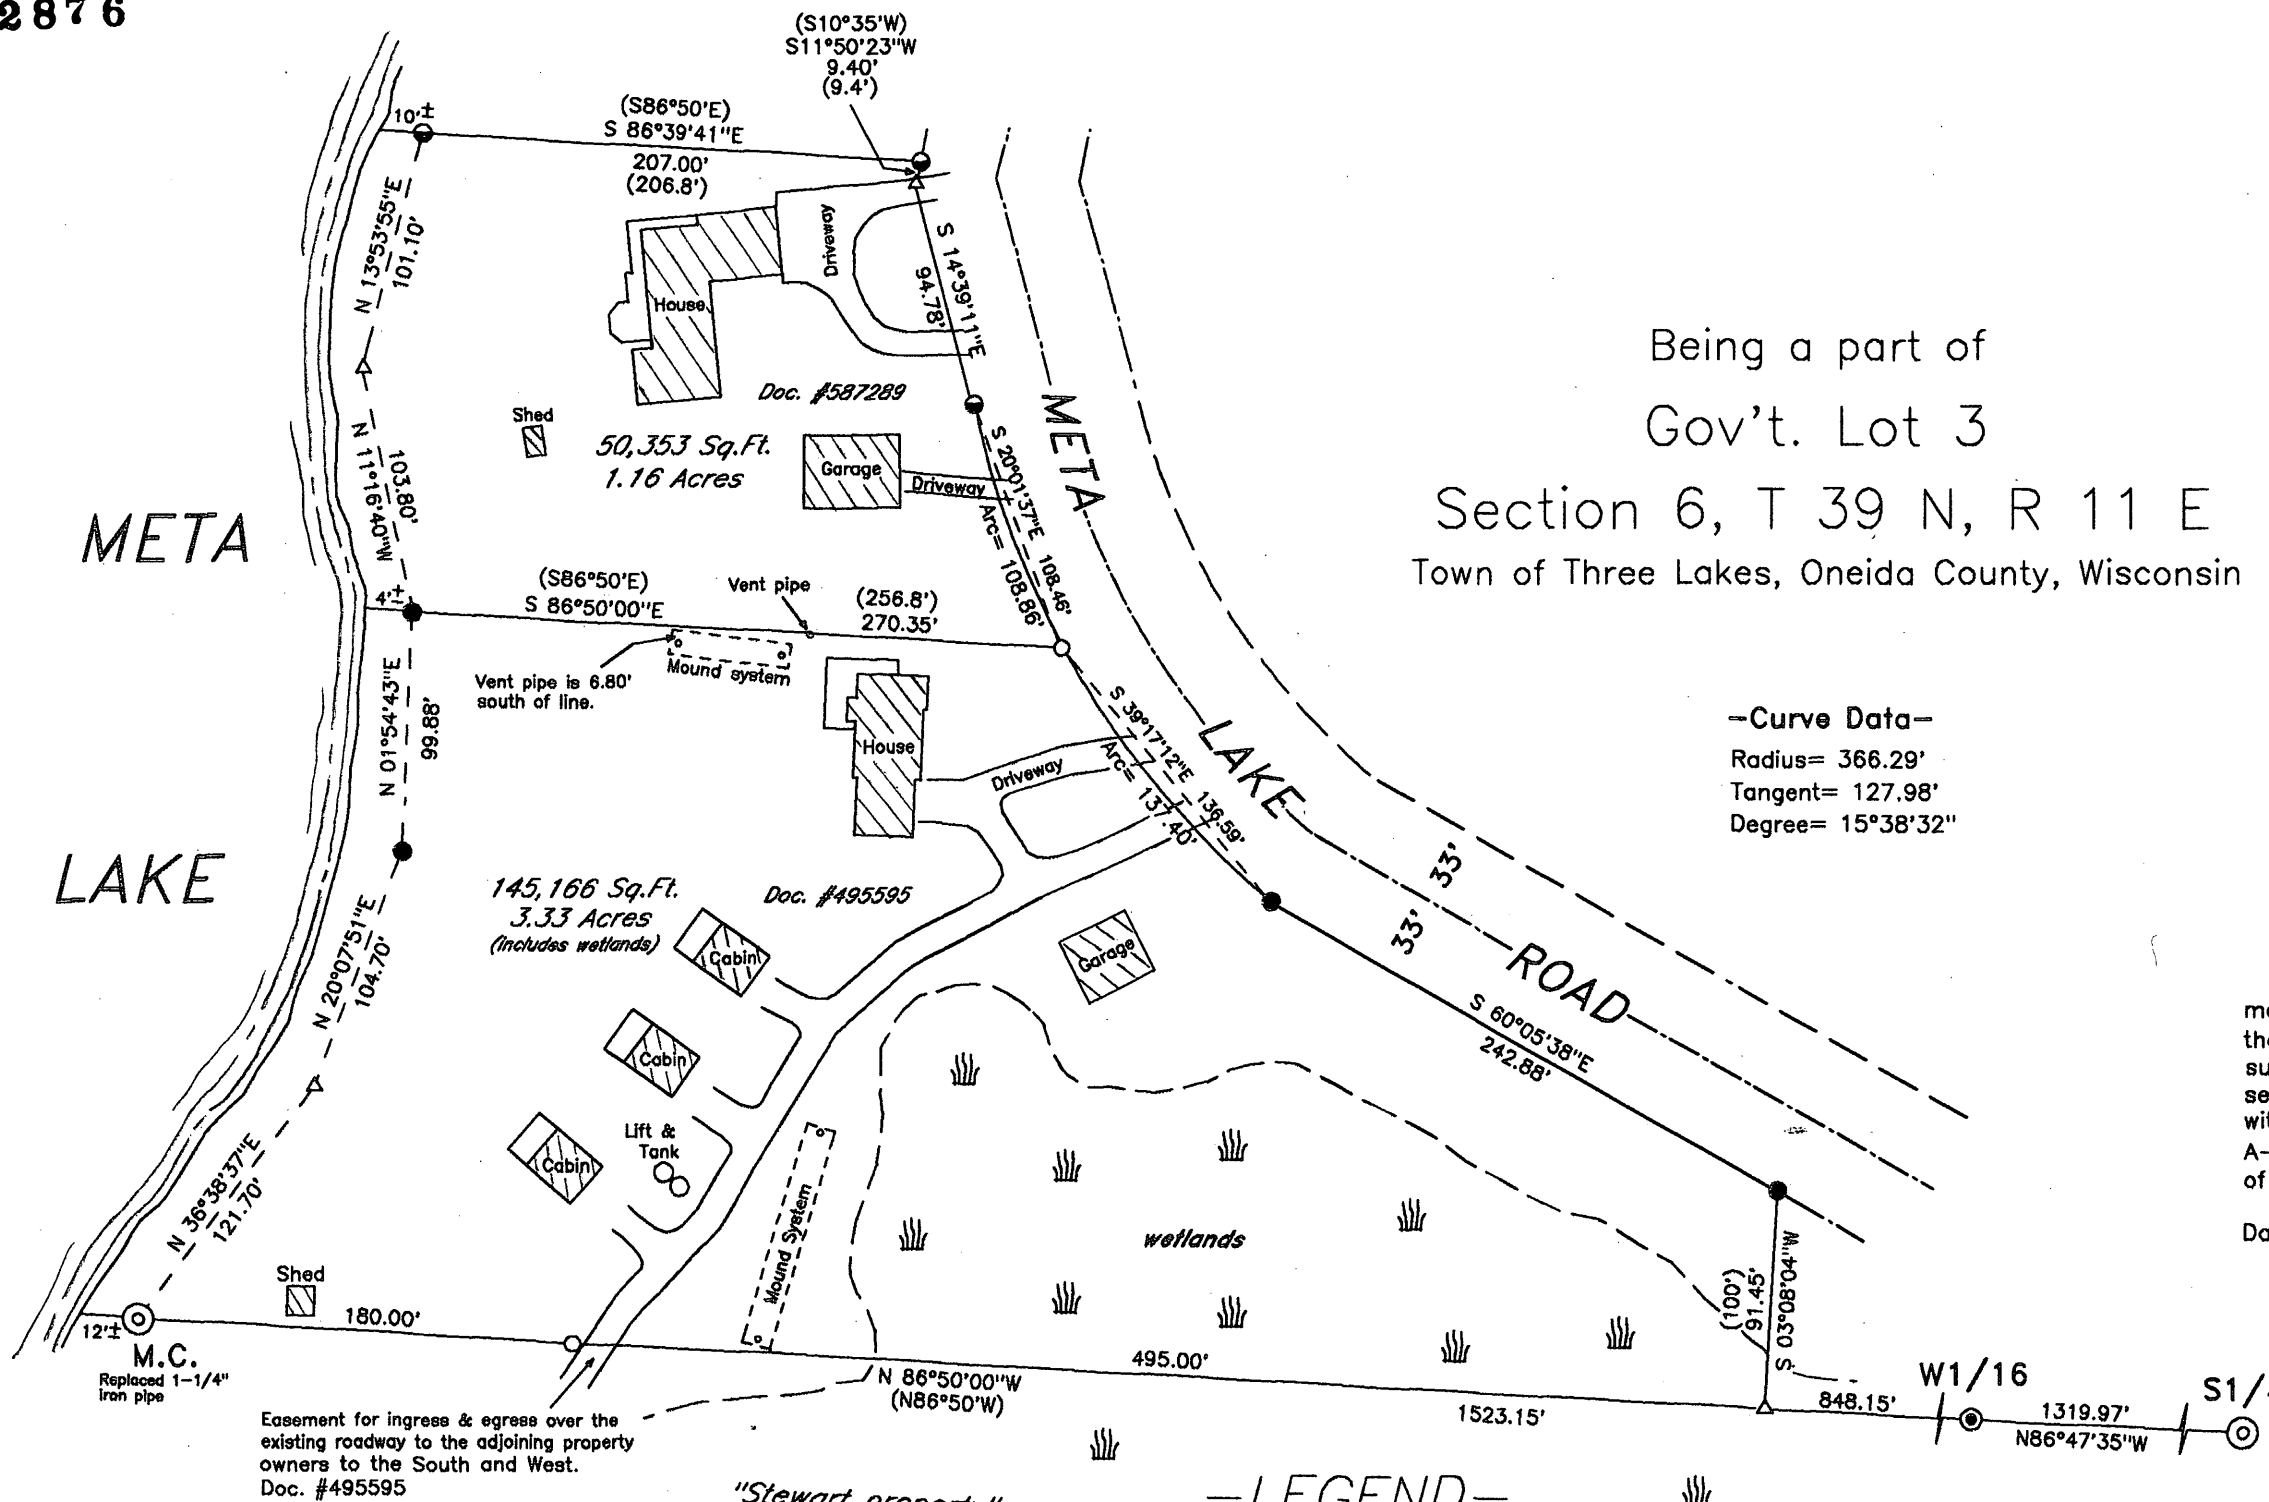 2876
(S10°35'W)
S11°50'23"W
9.40'
(9.4')
10'±
(S86°50'E)
S 86°39'41"E
207.00'
(206.8')
N 13°53'55"E
101.10'
Driveway
S 14°39'11"E
94.78'
House
Doc. #587289
Shed
50,353 Sq.Ft.
1.16 Acres
Garage
Driveway
S 20°01'37"E 108.46'
Arc= 108.86'
N 11°16'40"W
103.80'
META
LAKE
META
LAKE
ROAD
Being a part of
Gov't. Lot 3
Section 6, T 39 N, R 11 E
Town of Three Lakes, Oneida County, Wisconsin
4'±
(S86°50'E)
S 86°50'00"E
Vent pipe
(256.8')
270.35'
Vent pipe is 6.80'
south of line.
Mound system
N 01°54'43"E
99.88'
House
Driveway
S 39°17'12"E 136.59'
Arc= 137.40'
-Curve Data-
Radius= 366.29'
Tangent= 127.98'
Degree= 15°38'32"
33'
33'
145,166 Sq.Ft.
3.33 Acres
(includes wetlands)
Doc. #495595
Cabin
Garage
N 20°07'51"E
104.70'
Cabin
S 60°05'38"E
242.88'
Cabin
Lift &
Tank
Mound System
wetlands
N 36°38'37"E
121.70'
Shed
12'±
M.C.
Replaced 1-1/4"
iron pipe
180.00'
495.00'
N 86°50'00"W
(N86°50'W)
1523.15'
(100')
91.45'
S 03°08'04"W
848.15'
W1/16
1319.97'
N86°47'35"W
S1/
Easement for ingress & egress over the
existing roadway to the adjoining property
owners to the South and West.
Doc. #495595
"Stewart property"
-LEGEND-
su
se
A-
of
Da